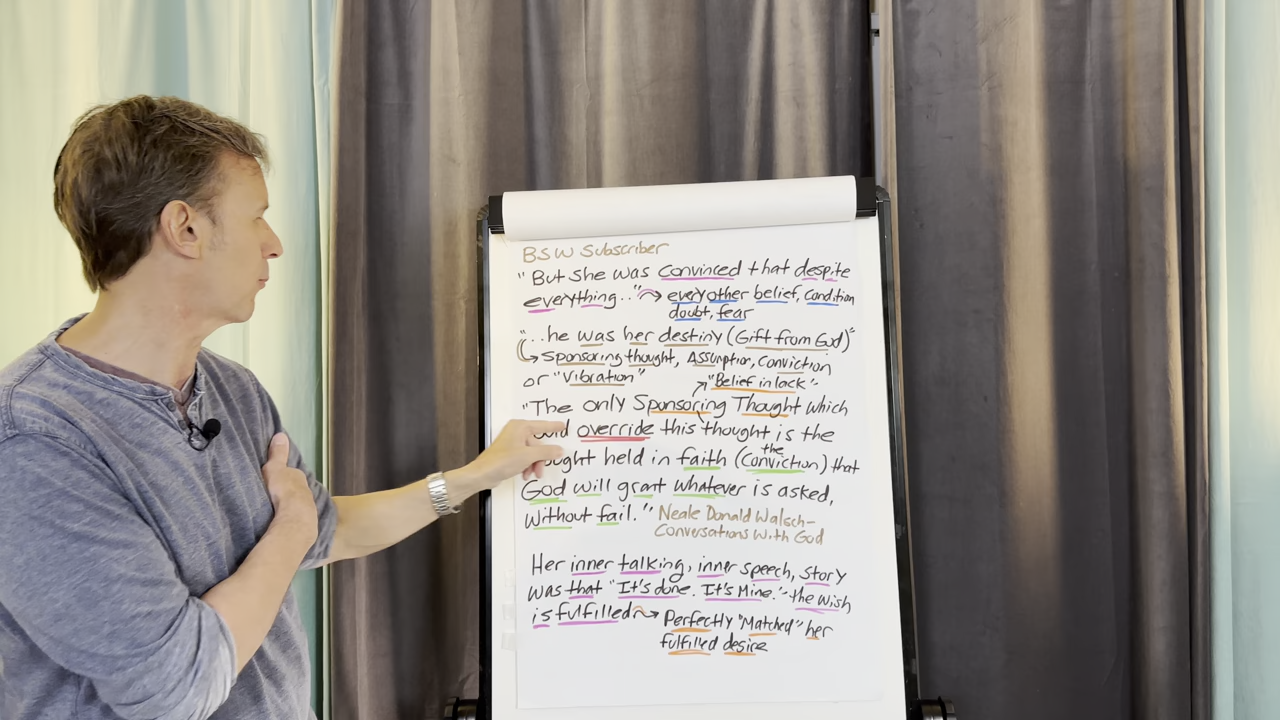 BSW Subscriber
"But she was convinced that despite
everything.." → every other belief, condition
doubt, fear
"..he was her destiny (Gift from God)"
↳ Sponsoring thought, Assumption, Conviction
or "Vibration" ↗ "Belief in lack"
"The only Sponsoring Thought which
override this thought is the
held in faith (the conviction) that
God will grant whatever is asked,
without fail." Neale Donald Walsch-
Conversations with God
Her inner talking, inner speech, story
was that "It's done. It's Mine."- the wish
is fulfilled → Perfectly "Matched" her
fulfilled desire